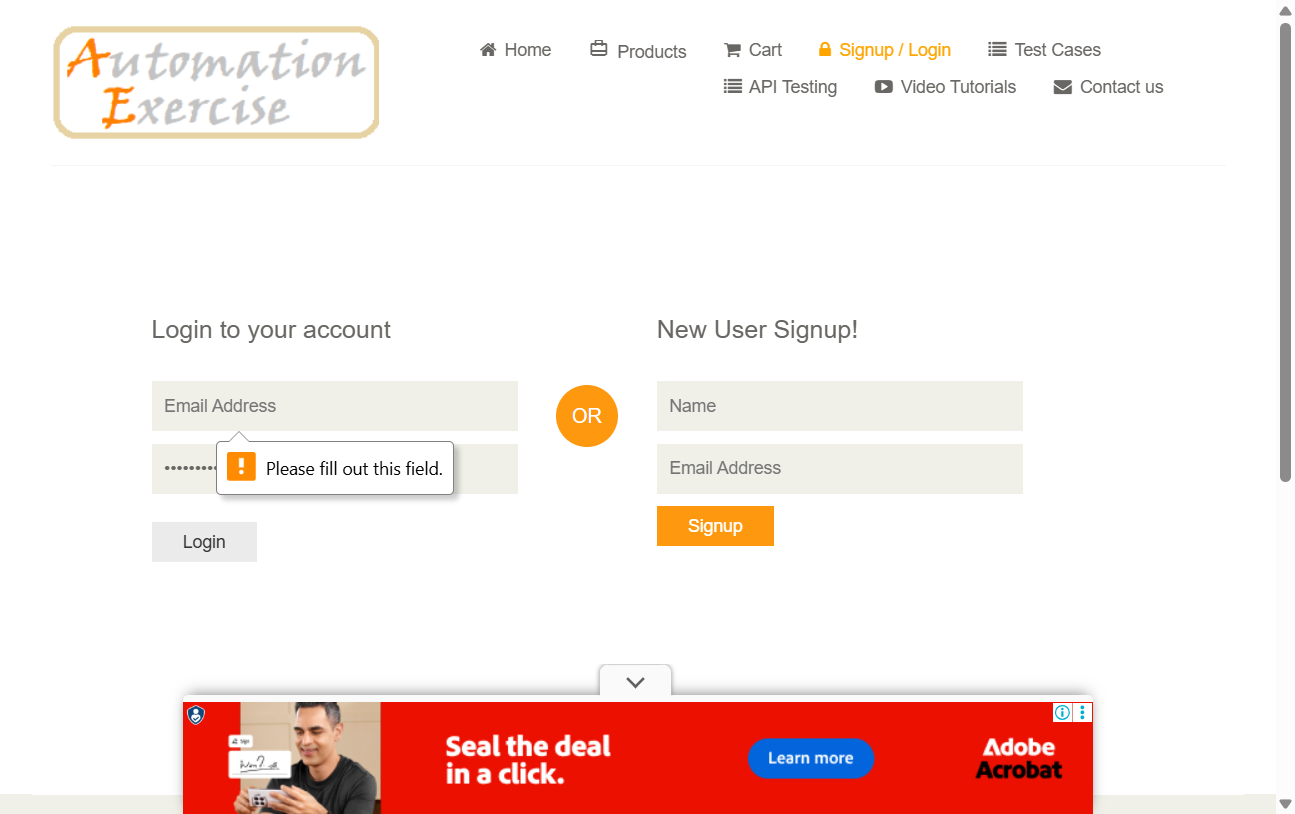 Automation
Exercise
Home
Products
Cart
Signup / Login
Test Cases
API Testing
Video Tutorials
Contact us
Login to your account
New User Signup!
Email Address
OR
Name
•••••••••
Please fill out this field.
Email Address
Login
Signup
Seal the deal
in a click.
Learn more
Adobe
Acrobat
Sign